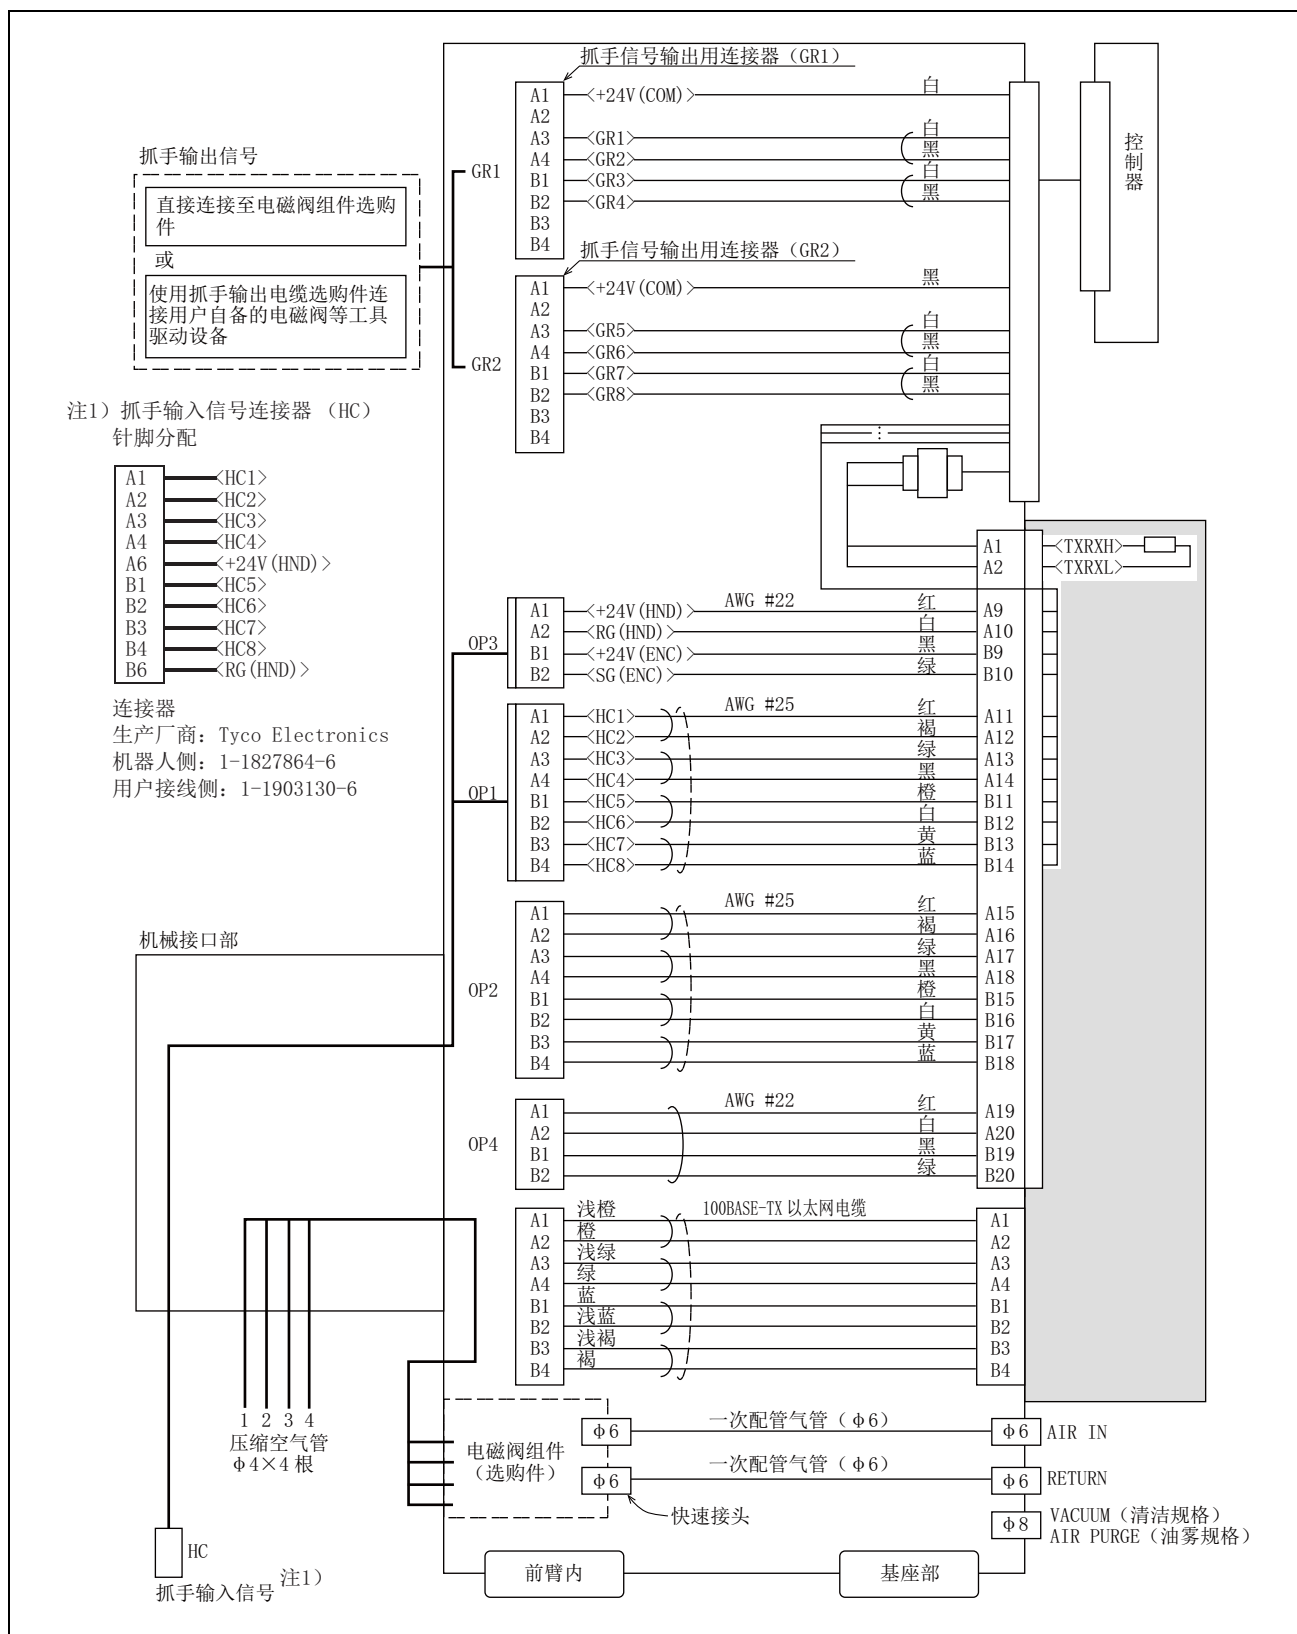 抓手信号输出用连接器（GR1）
A1 <+24V(COM)> 白
A2
A3 <GR1> 白
A4 <GR2> 黑
B1 <GR3> 白
B2 <GR4> 黑
B3
B4
控制器
抓手输出信号
直接连接至电磁阀组件选购
件
或
使用抓手输出电缆选购件连
接用户自备的电磁阀等工具
驱动设备
GR1
GR2
抓手信号输出用连接器（GR2）
A1 <+24V(COM)> 黑
A2
A3 <GR5> 白
A4 <GR6> 黑
B1 <GR7> 白
B2 <GR8> 黑
B3
B4
注1）抓手输入信号连接器 （HC）
针脚分配
A1 <HC1>
A2 <HC2>
A3 <HC3>
A4 <HC4>
A6 <+24V(HND)>
B1 <HC5>
B2 <HC6>
B3 <HC7>
B4 <HC8>
B6 <RG(HND)>
连接器
生产厂商：Tyco Electronics
机器人侧：1-1827864-6
用户接线侧：1-1903130-6
A1 <TXRXH>
A2 <TXRXL>
OP3
AWG #22
A1 <+24V(HND)> 红 A9
A2 <RG(HND)> 白 A10
B1 <+24V(ENC)> 黑 B9
B2 <SG(ENC)> 绿 B10
OP1
AWG #25
A1 <HC1> 红 A11
A2 <HC2> 褐 A12
A3 <HC3> 绿 A13
A4 <HC4> 黑 A14
B1 <HC5> 橙 B11
B2 <HC6> 白 B12
B3 <HC7> 黄 B13
B4 <HC8> 蓝 B14
OP2
AWG #25
A1 红 A15
A2 褐 A16
A3 绿 A17
A4 黑 A18
B1 橙 B15
B2 白 B16
B3 黄 B17
B4 蓝 B18
机械接口部
OP4
AWG #22
A1 红 A19
A2 白 A20
B1 黑 B19
B2 绿 B20
100BASE-TX 以太网电缆
A1 浅橙 A1
A2 橙 A2
A3 浅绿 A3
A4 绿 A4
B1 蓝 B1
B2 浅蓝 B2
B3 浅褐 B3
B4 褐 B4
1 2 3 4
压缩空气管
φ4×4 根
电磁阀组件
（选购件）
φ6 一次配管气管（φ6） φ6 AIR IN
φ6 一次配管气管（φ6） φ6 RETURN
快速接头
φ8 VACUUM（清洁规格）
AIR PURGE（油雾规格）
HC
抓手输入信号 注1）
前臂内
基座部